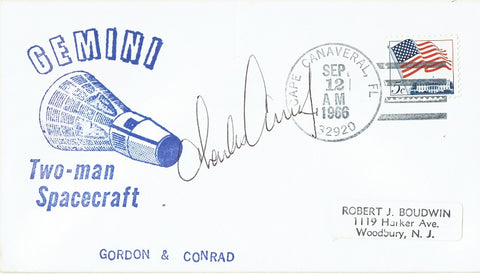 GEMINI
Two-man
Spacecraft
GORDON & CONRAD
CAPE CANAVERAL, FL
SEP.
12
AM
1966
32920
5c
ROBERT J. BOUDWIN
1119 Harker Ave.
Woodbury, N. J.